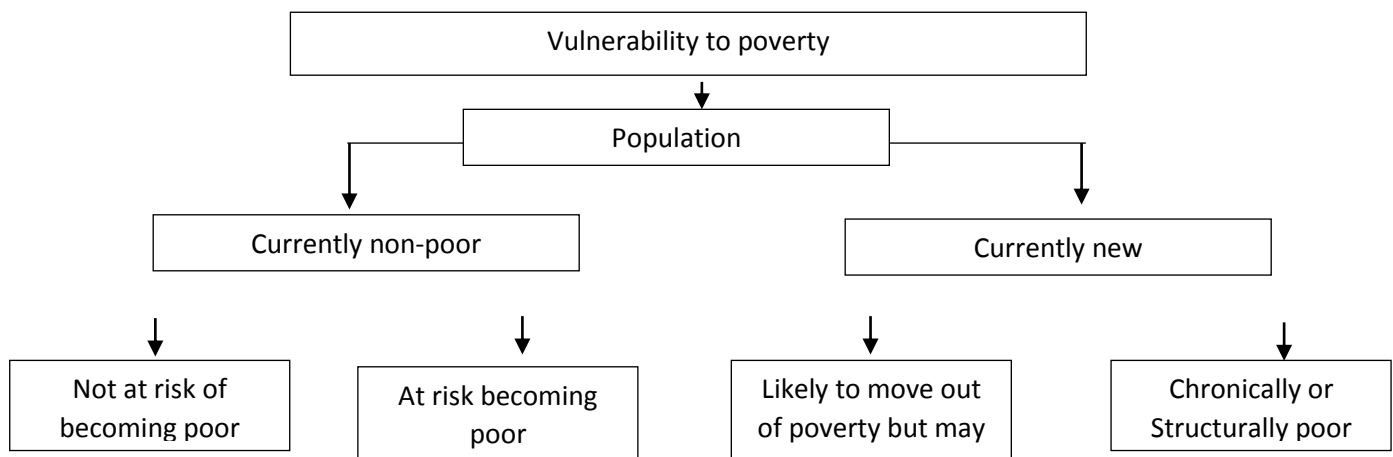 Vulnerability to poverty
Population
Currently non-poor
Currently new
Not at risk of
becoming poor
At risk becoming
poor
Likely to move out
of poverty but may
Chronically or
Structurally poor